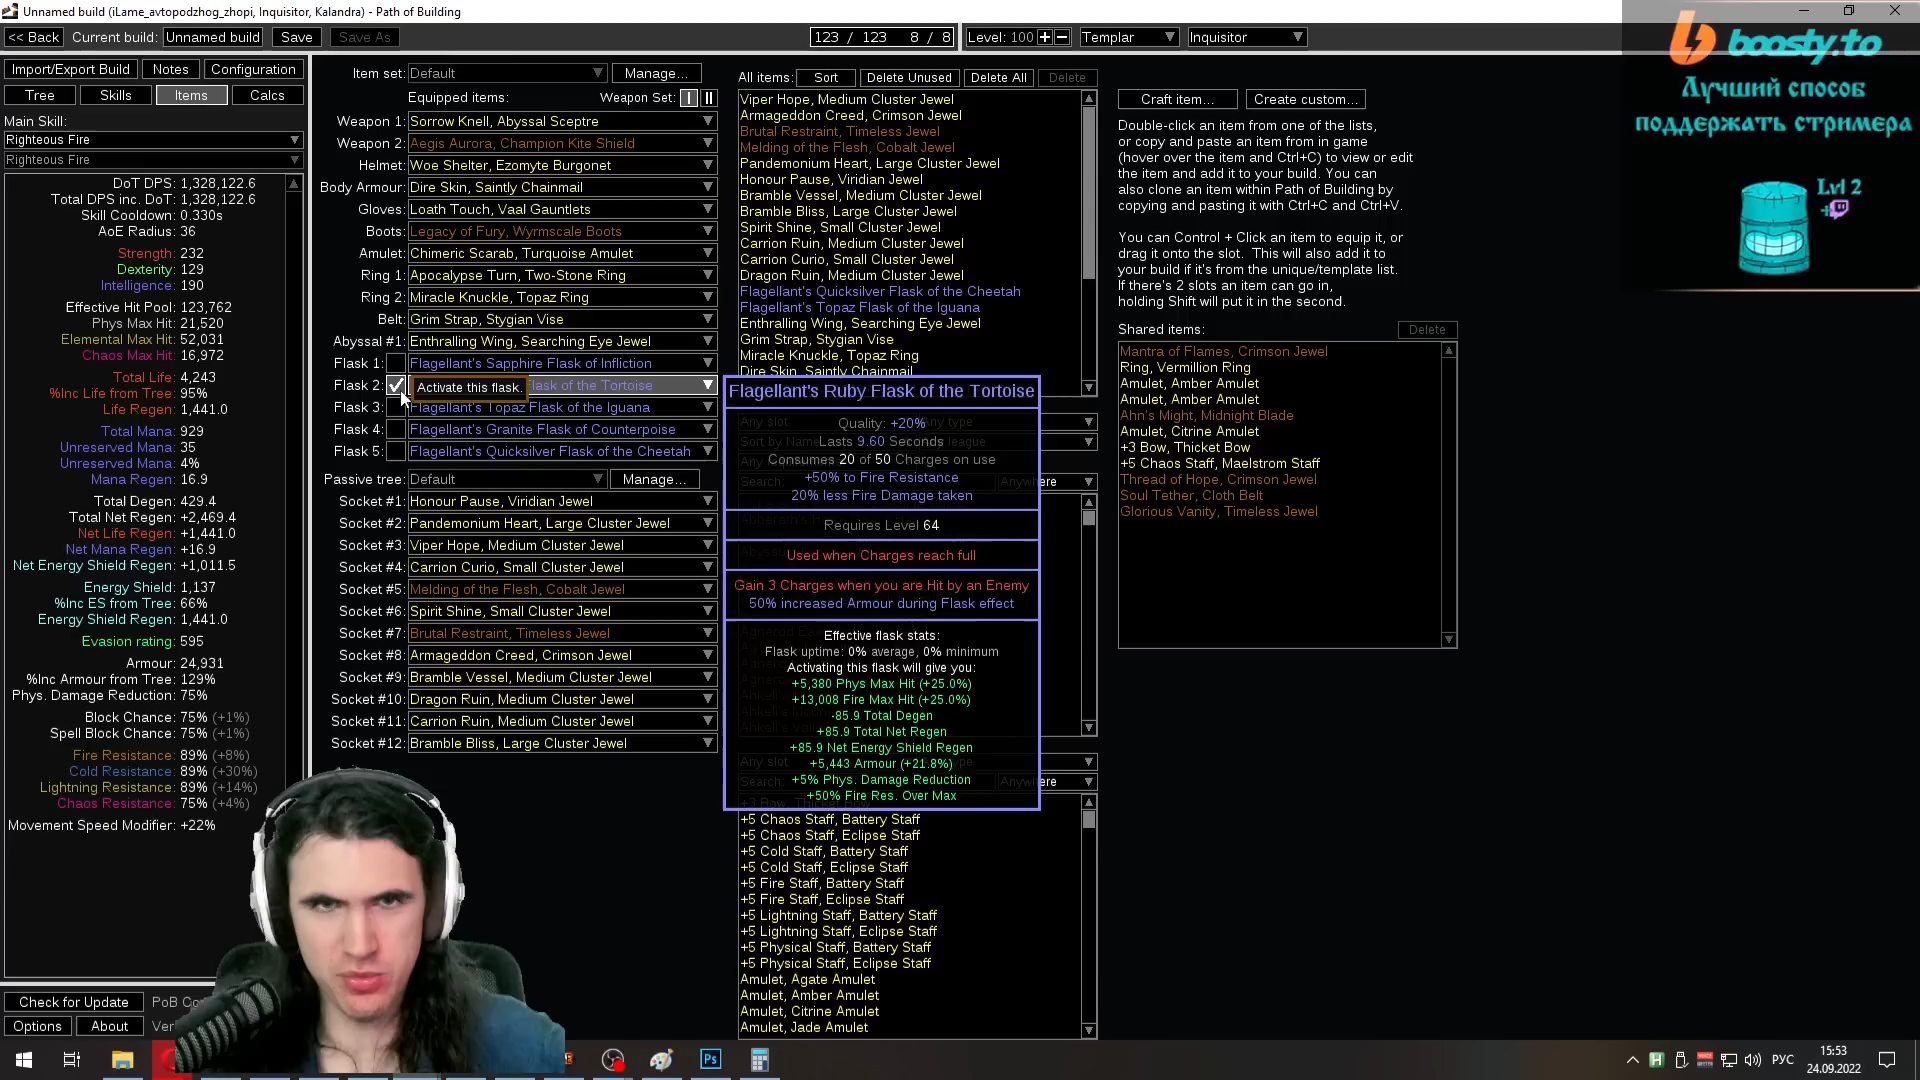 Unnamed build (iLame_avtopodzhog_zhopi, Inquisitor, Kalandra) - Path of Building
<< Back
Current build:
Unnamed build
Save
Save As
123 / 123 8 / 8
Level: 100
Templar
Inquisitor
Import/Export Build
Notes
Configuration
Tree
Skills
Items
Calcs
Main Skill:
Righteous Fire
Righteous Fire
DoT DPS: 1,328,122.6
Total DPS inc. DoT: 1,328,122.6
Skill Cooldown: 0.330s
AoE Radius: 36
Strength: 232
Dexterity: 129
Intelligence: 190
Effective Hit Pool: 123,762
Phys Max Hit: 21,520
Elemental Max Hit: 52,031
Chaos Max Hit: 16,972
Total Life: 4,243
%Inc Life from Tree: 95%
Life Regen: 1,441.0
Total Mana: 929
Unreserved Mana: 35
Unreserved Mana: 4%
Mana Regen: 16.9
Total Degen: 429.4
Total Net Regen: +2,469.4
Net Life Regen: +1,441.0
Net Mana Regen: +16.9
Net Energy Shield Regen: +1,011.5
Energy Shield: 1,137
%Inc ES from Tree: 66%
Energy Shield Regen: 1,441.0
Evasion rating: 595
Armour: 24,931
%Inc Armour from Tree: 129%
Phys. Damage Reduction: 75%
Block Chance: 75% (+1%)
Spell Block Chance: 75% (+1%)
Fire Resistance: 89% (+8%)
Cold Resistance: 89% (+30%)
Lightning Resistance: 89% (+14%)
Chaos Resistance: 75% (+4%)
Movement Speed Modifier: +22%
Check for Update
Options
About
Item set: Default
Manage...
Equipped items:
Weapon Set: I II
Weapon 1: Sorrow Knell, Abyssal Sceptre
Weapon 2: Aegis Aurora, Champion Kite Shield
Helmet: Woe Shelter, Ezomyte Burgonet
Body Armour: Dire Skin, Saintly Chainmail
Gloves: Loath Touch, Vaal Gauntlets
Boots: Legacy of Fury, Wyrmscale Boots
Amulet: Chimeric Scarab, Turquoise Amulet
Ring 1: Apocalypse Turn, Two-Stone Ring
Ring 2: Miracle Knuckle, Topaz Ring
Belt: Grim Strap, Stygian Vise
Abyssal #1: Enthralling Wing, Searching Eye Jewel
Flask 1: Flagellant's Sapphire Flask of Infliction
Flask 2: Flask of the Tortoise
Activate this flask.
Flask 3: Flagellant's Topaz Flask of the Iguana
Flask 4: Flagellant's Granite Flask of Counterpoise
Flask 5: Flagellant's Quicksilver Flask of the Cheetah
Passive tree: Default
Manage...
Socket #1: Honour Pause, Viridian Jewel
Socket #2: Pandemonium Heart, Large Cluster Jewel
Socket #3: Viper Hope, Medium Cluster Jewel
Socket #4: Carrion Curio, Small Cluster Jewel
Socket #5: Melding of the Flesh, Cobalt Jewel
Socket #6: Spirit Shine, Small Cluster Jewel
Socket #7: Brutal Restraint, Timeless Jewel
Socket #8: Armageddon Creed, Crimson Jewel
Socket #9: Bramble Vessel, Medium Cluster Jewel
Socket #10: Dragon Ruin, Medium Cluster Jewel
Socket #11: Carrion Ruin, Medium Cluster Jewel
Socket #12: Bramble Bliss, Large Cluster Jewel
All items:
Sort
Delete Unused
Delete All
Delete
Viper Hope, Medium Cluster Jewel
Armageddon Creed, Crimson Jewel
Brutal Restraint, Timeless Jewel
Melding of the Flesh, Cobalt Jewel
Pandemonium Heart, Large Cluster Jewel
Honour Pause, Viridian Jewel
Bramble Vessel, Medium Cluster Jewel
Bramble Bliss, Large Cluster Jewel
Spirit Shine, Small Cluster Jewel
Carrion Ruin, Medium Cluster Jewel
Carrion Curio, Small Cluster Jewel
Dragon Ruin, Medium Cluster Jewel
Flagellant's Quicksilver Flask of the Cheetah
Flagellant's Topaz Flask of the Iguana
Enthralling Wing, Searching Eye Jewel
Grim Strap, Stygian Vise
Miracle Knuckle, Topaz Ring
Dire Skin, Saintly Chainmail
Flagellant's Ruby Flask of the Tortoise
Quality: +20%
Lasts 9.60 Seconds
Consumes 20 of 50 Charges on use
+50% to Fire Resistance
20% less Fire Damage taken
Requires Level 64
Used when Charges reach full
Gain 3 Charges when you are Hit by an Enemy
50% increased Armour during Flask effect
Effective flask stats:
Flask uptime: 0% average, 0% minimum
Activating this flask will give you:
+5,380 Phys Max Hit (+25.0%)
+13,008 Fire Max Hit (+25.0%)
-85.9 Total Degen
+85.9 Total Net Regen
+85.9 Net Energy Shield Regen
+5,443 Armour (+21.8%)
+5% Phys. Damage Reduction
+50% Fire Res. Over Max
Any slot
Search:
Any slot
Search:
+3 Bow, Thicket Bow
+5 Chaos Staff, Battery Staff
+5 Chaos Staff, Eclipse Staff
+5 Cold Staff, Battery Staff
+5 Cold Staff, Eclipse Staff
+5 Fire Staff, Battery Staff
+5 Fire Staff, Eclipse Staff
+5 Lightning Staff, Battery Staff
+5 Lightning Staff, Eclipse Staff
+5 Physical Staff, Battery Staff
+5 Physical Staff, Eclipse Staff
Amulet, Agate Amulet
Amulet, Amber Amulet
Amulet, Citrine Amulet
Amulet, Jade Amulet
Craft item...
Create custom...
Double-click an item from one of the lists,
or copy and paste an item from in game
(hover over the item and Ctrl+C) to view or edit
the item and add it to your build. You can
also clone an item within Path of Building by
copying and pasting it with Ctrl+C and Ctrl+V.
You can Control + Click an item to equip it, or
drag it onto the slot. This will also add it to
your build if it's from the unique/template list.
If there's 2 slots an item can go in,
holding Shift will put it in the second.
Shared items:
Delete
Mantra of Flames, Crimson Jewel
Ring, Vermillion Ring
Amulet, Amber Amulet
Amulet, Amber Amulet
Ahn's Might, Midnight Blade
Amulet, Citrine Amulet
+3 Bow, Thicket Bow
+5 Chaos Staff, Maelstrom Staff
Thread of Hope, Crimson Jewel
Soul Tether, Cloth Belt
Glorious Vanity, Timeless Jewel
boosty.to
Лучший способ
поддержать стримера
Lvl 2
Ps
РУС
15:53
24.09.2022